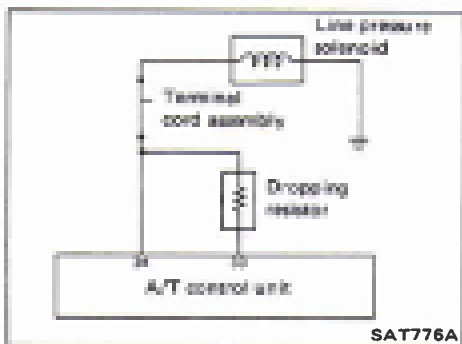 Line pressure
solenoid
Terminal
cord assembly
Dropping
resistor
A/T control unit
SAT776A